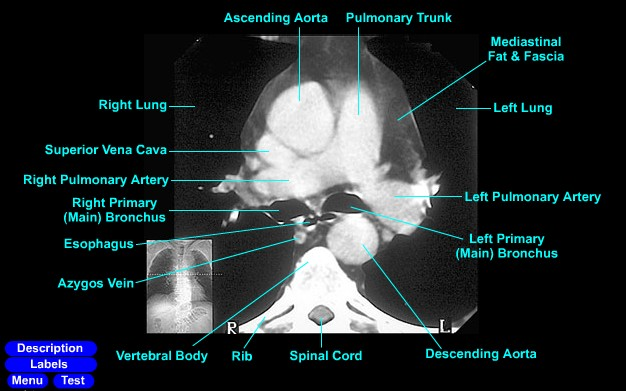 Ascending Aorta
Pulmonary Trunk
Mediastinal
Fat & Fascia
Right Lung
Left Lung
Superior Vena Cava
Right Pulmonary Artery
Left Pulmonary Artery
Right Primary
(Main) Bronchus
Esophagus
Left Primary
(Main) Bronchus
Azygos Vein
R
L
Vertebral Body
Rib
Spinal Cord
Descending Aorta
Description
Labels
Menu
Test